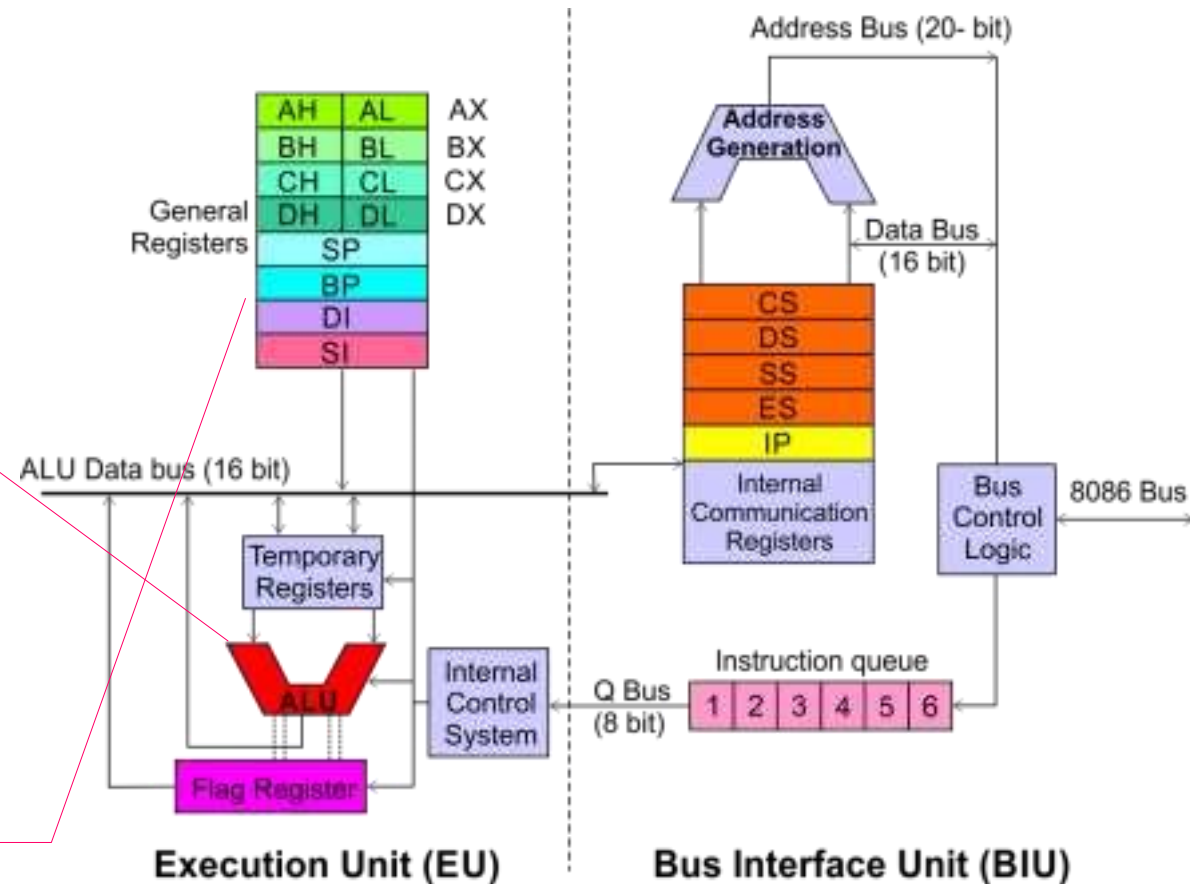 Address Bus (20- bit)
AH AL AX
BH BL BX
CH CL CX
DH DL DX
General
Registers
SP
BP
DI
SI
Address
Generation
Data Bus
(16 bit)
CS
DS
SS
ES
IP
Internal
Communication
Registers
Bus
Control
Logic
8086 Bus
ALU Data bus (16 bit)
Temporary
Registers
ALU
Internal
Control
System
Q Bus
(8 bit)
Instruction queue
1 2 3 4 5 6
Flag Register
Execution Unit (EU)
Bus Interface Unit (BIU)